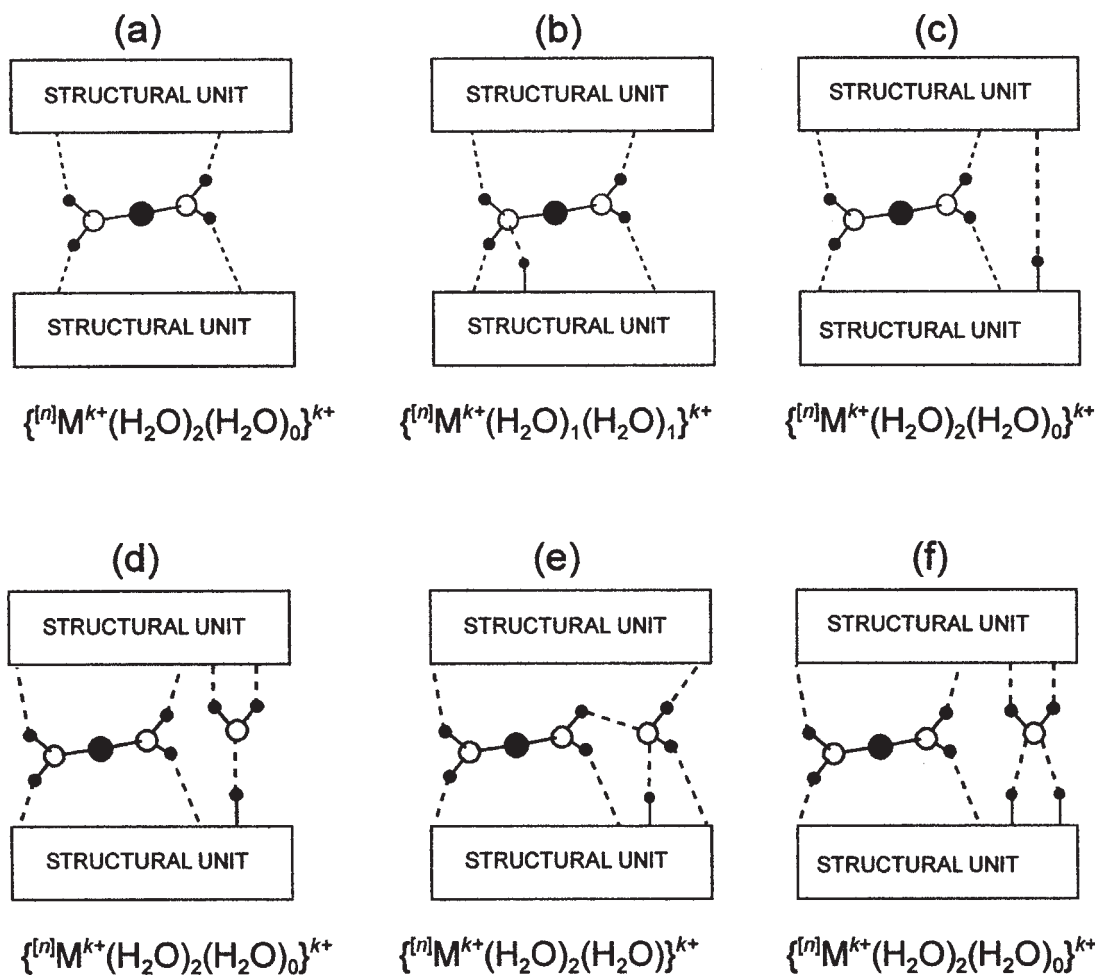 (a)
STRUCTURAL UNIT
STRUCTURAL UNIT
{[n]Mk+(H2O)2(H2O)0}k+
(b)
STRUCTURAL UNIT
STRUCTURAL UNIT
{[n]Mk+(H2O)1(H2O)1}k+
(c)
STRUCTURAL UNIT
STRUCTURAL UNIT
{[n]Mk+(H2O)2(H2O)0}k+
(d)
STRUCTURAL UNIT
STRUCTURAL UNIT
{[n]Mk+(H2O)2(H2O)0}k+
(e)
STRUCTURAL UNIT
STRUCTURAL UNIT
{[n]Mk+(H2O)2(H2O)}k+
(f)
STRUCTURAL UNIT
STRUCTURAL UNIT
{[n]Mk+(H2O)2(H2O)0}k+